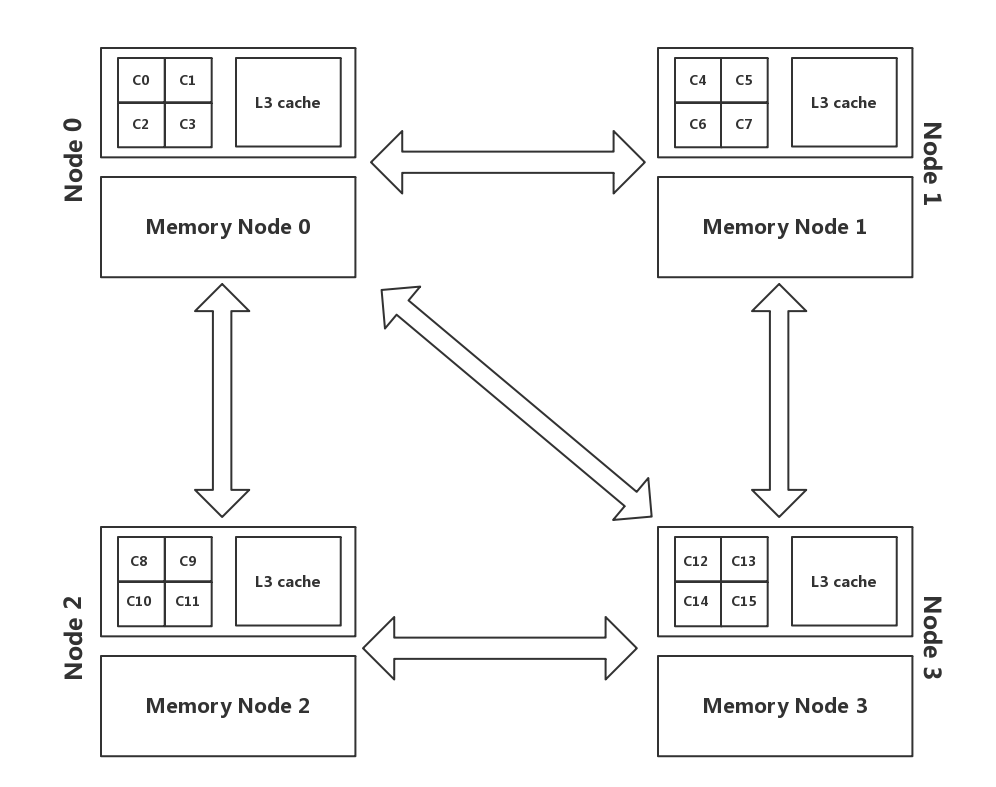 Node 0
C0 C1
C2 C3
L3 cache
Memory Node 0
C4 C5
C6 C7
L3 cache
Node 1
Memory Node 1
Node 2
C8 C9
C10 C11
L3 cache
Memory Node 2
C12 C13
C14 C15
L3 cache
Node 3
Memory Node 3